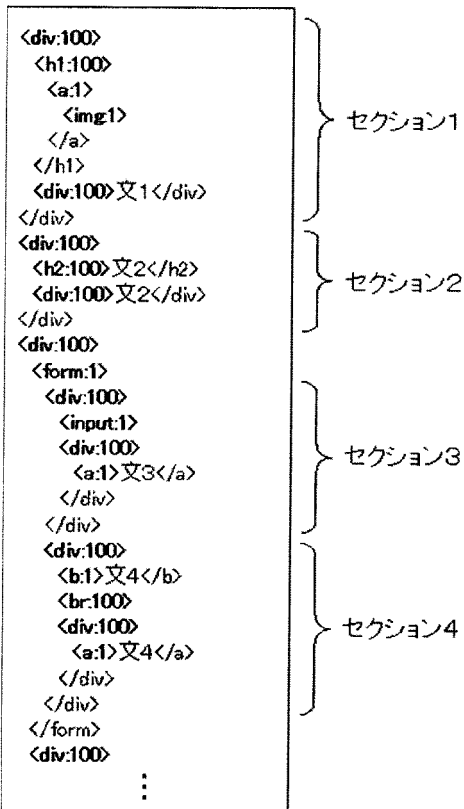 <div:100>
<h1:100>
<a:1>
<img:1>
</a>
</h1>
<div:100>文1</div>
</div>
セクション1
<div:100>
<h2:100>文2</h2>
<div:100>文2</div>
</div>
セクション2
<div:100>
<form:1>
<div:100>
<input:1>
<div:100>
<a:1>文3</a>
</div>
</div>
セクション3
<div:100>
<b:1>文4</b>
<br:100>
<div:100>
<a:1>文4</a>
</div>
</div>
セクション4
</form>
<div:100>
⋮